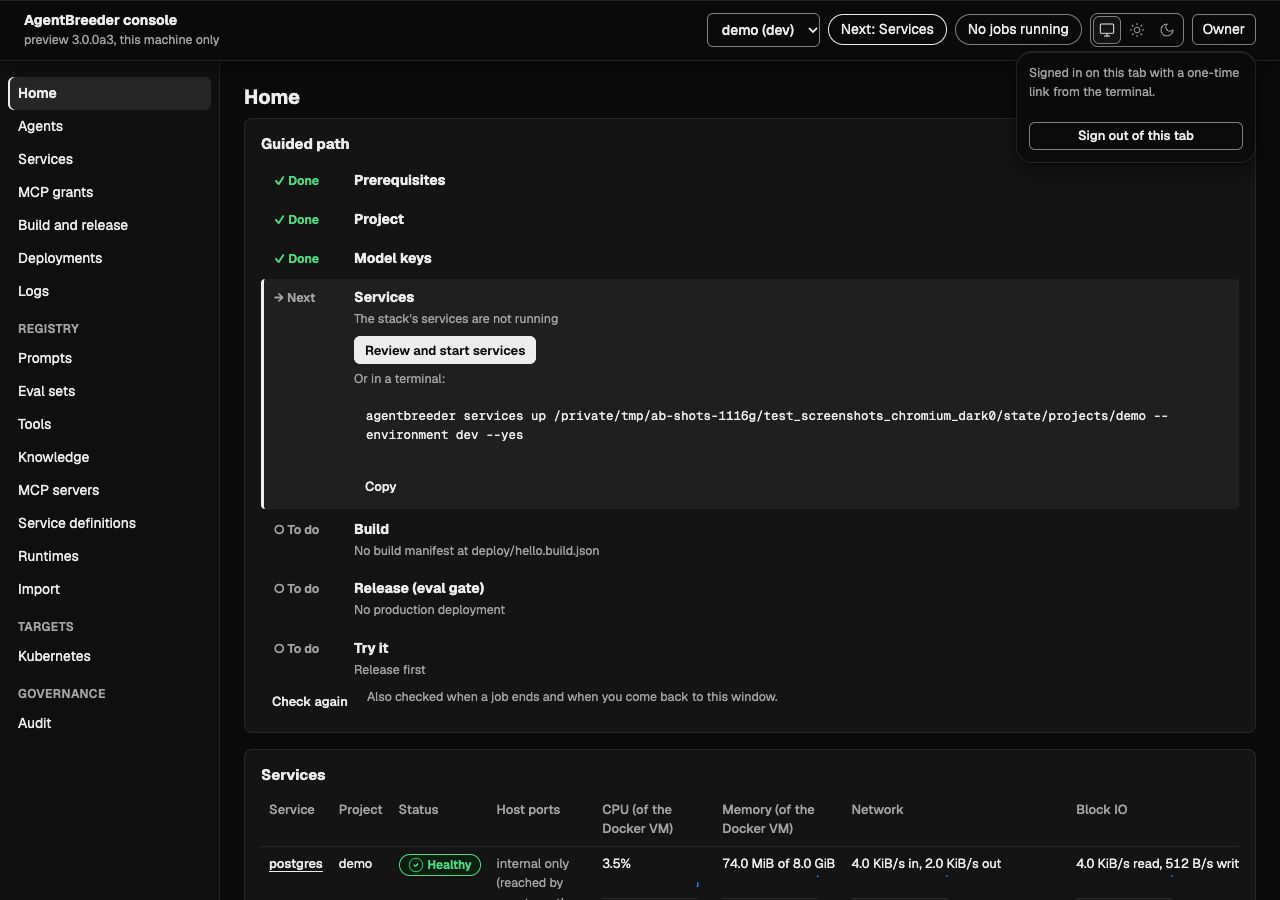 AgentBreeder console
preview 3.0.0a3, this machine only
demo (dev)
Next: Services
No jobs running
Owner
Signed in on this tab with a one-time
link from the terminal.
Sign out of this tab
Home
Agents
Services
MCP grants
Build and release
Deployments
Logs
REGISTRY
Prompts
Eval sets
Tools
Knowledge
MCP servers
Service definitions
Runtimes
Import
TARGETS
Kubernetes
GOVERNANCE
Audit
Home
Guided path
Done Prerequisites
Done Project
Done Model keys
Next Services
The stack's services are not running
Review and start services
Or in a terminal:
agentbreeder services up /private/tmp/ab-shots-1116g/test_screenshots_chromium_dark0/state/projects/demo --
environment dev --yes
Copy
To do Build
No build manifest at deploy/hello.build.json
To do Release (eval gate)
No production deployment
To do Try it
Release first
Check again Also checked when a job ends and when you come back to this window.
Services
Service Project Status Host ports CPU (of the Memory (of the Network Block IO
Docker VM) Docker VM)
postgres demo Healthy internal only 3.5% 74.0 MiB of 8.0 GiB 4.0 KiB/s in, 2.0 KiB/s out 4.0 KiB/s read, 512 B/s writ
(reached by